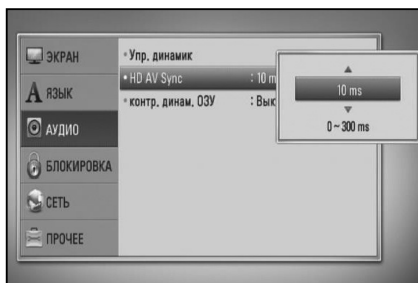 ЭКРАН
A ЯЗЫК
АУДИО
БЛОКИРОВКА
СЕТЬ
ПРОЧЕЕ
Упр. динамик
HD AV Sync : 10 m
контр. динам. ОЗУ : Вык
10 ms
0 ~ 300 ms